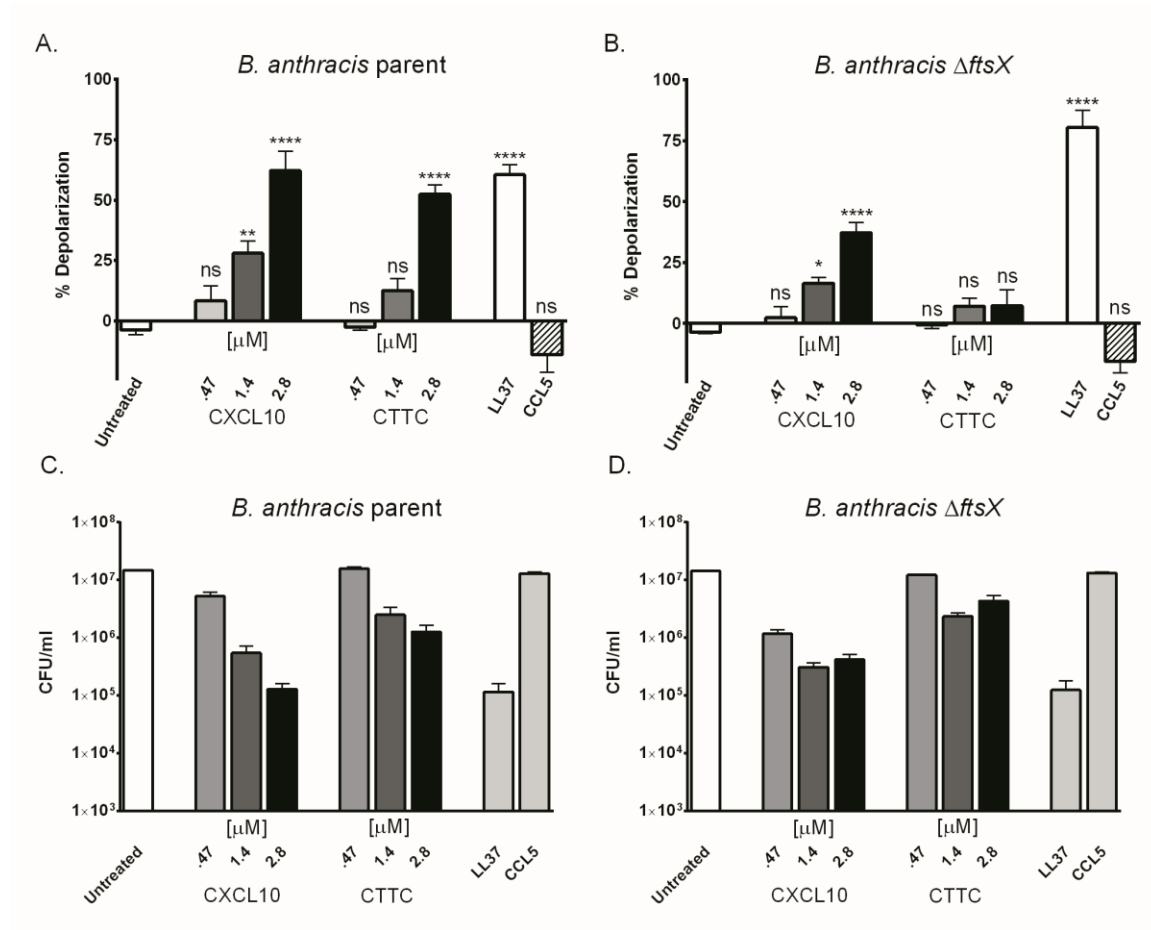 A.
B. anthracis parent
% Depolarization
100
75
50
25
0
ns
**
****
ns
ns
****
****
ns
[μM]
[μM]
Untreated
.47
1.4
2.8
.47
1.4
2.8
LL37
CCL5
CXCL10
CTTC
B.
B. anthracis ΔftsX
% Depolarization
100
75
50
25
0
ns
*
****
ns
ns
ns
****
ns
[μM]
[μM]
Untreated
.47
1.4
2.8
.47
1.4
2.8
LL37
CCL5
CXCL10
CTTC
C.
B. anthracis parent
CFU/ml
1×10⁸
1×10⁷
1×10⁶
1×10⁵
1×10⁴
1×10³
[μM]
[μM]
Untreated
.47
1.4
2.8
.47
1.4
2.8
LL37
CCL5
CXCL10
CTTC
D.
B. anthracis ΔftsX
CFU/ml
1×10⁸
1×10⁷
1×10⁶
1×10⁵
1×10⁴
1×10³
[μM]
[μM]
Untreated
.47
1.4
2.8
.47
1.4
2.8
LL37
CCL5
CXCL10
CTTC